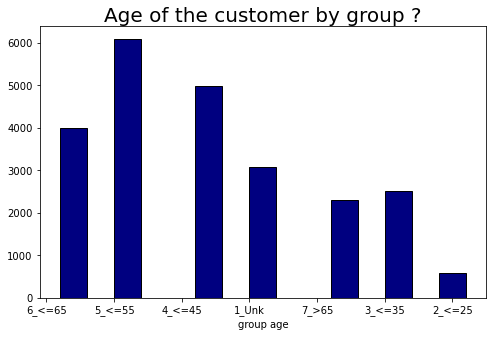 Age of the customer by group ?
6000
5000
4000
3000
2000
1000
0
6_<=65 5_<=55 4_<=45 1_Unk 7_>65 3_<=35 2_<=25
group age